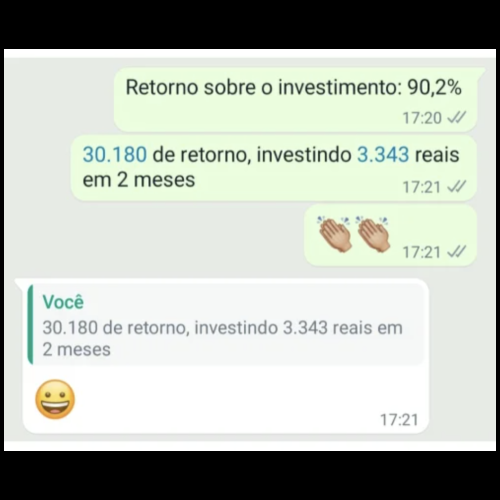 Retorno sobre o investimento: 90,2%
17:20
30.180 de retorno, investindo 3.343 reais
em 2 meses
17:21
17:21
Você
30.180 de retorno, investindo 3.343 reais em
2 meses
17:21